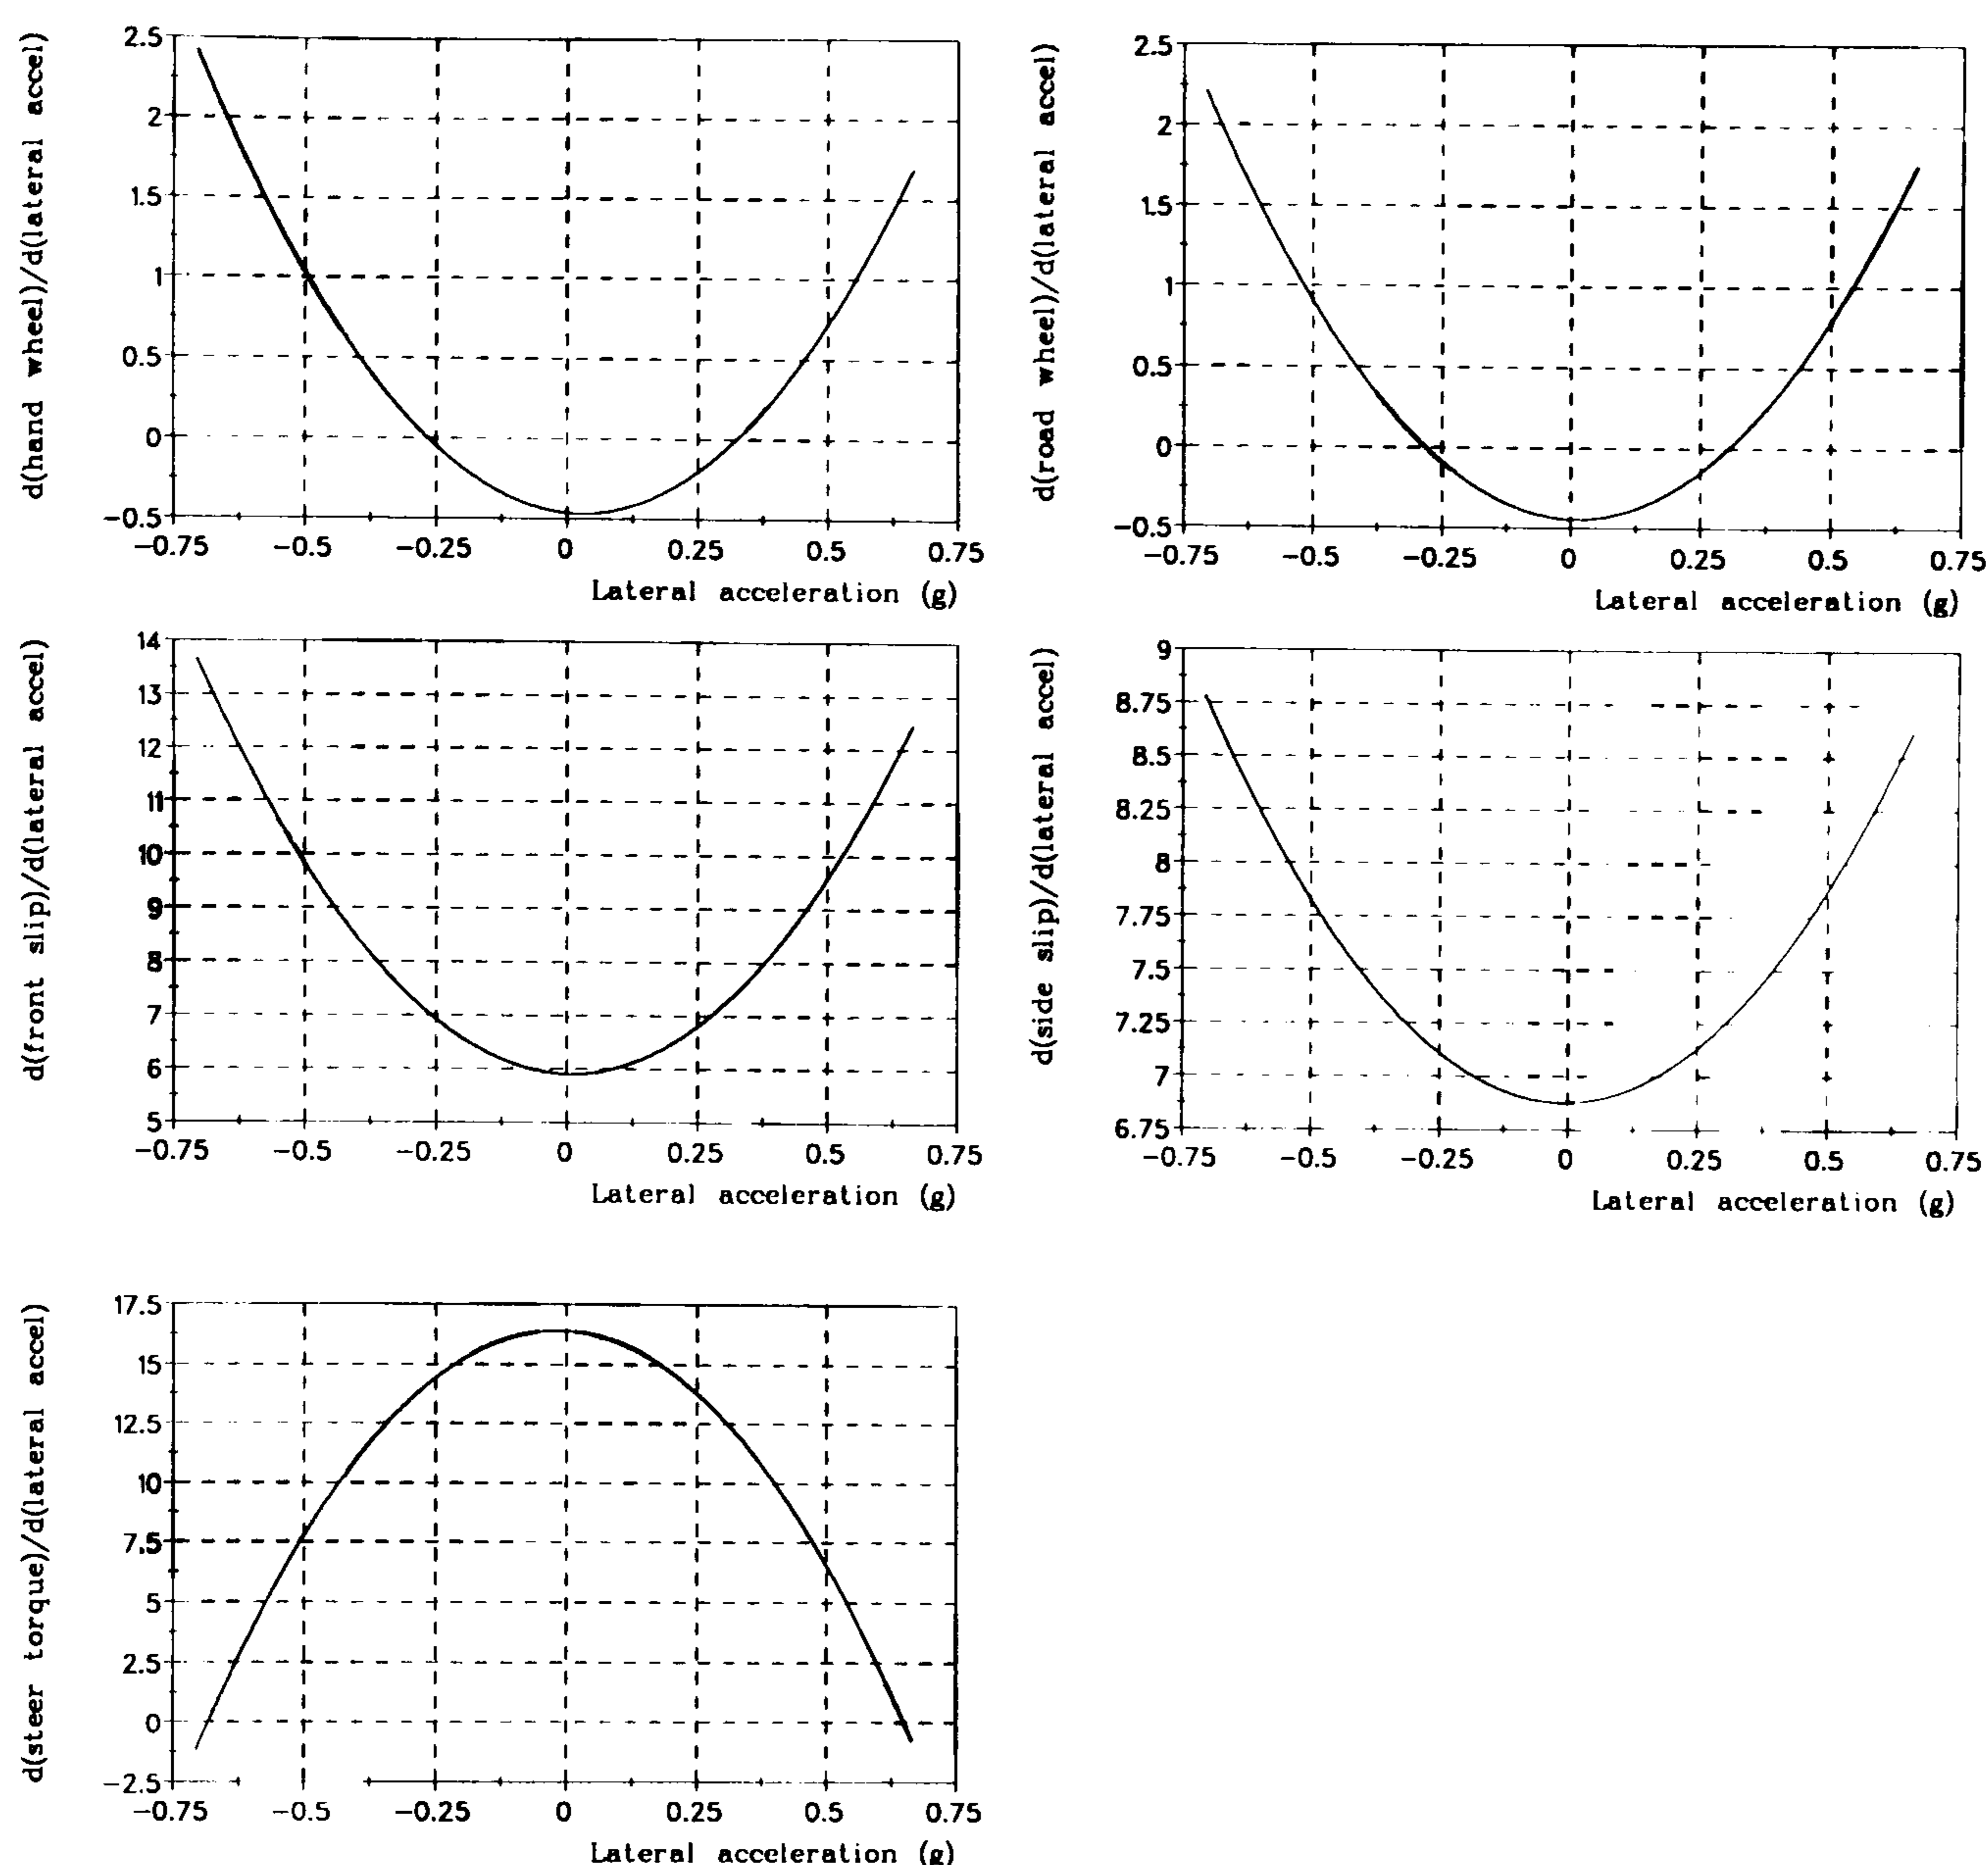 d(hand wheel)/d(lateral accel)
2.5
2
1.5
1
0.5
0
−0.5
−0.75 −0.5 −0.25 0 0.25 0.5 0.75
Lateral acceleration (g)
d(road wheel)/d(lateral accel)
2.5
2
1.5
1
0.5
0
−0.5
−0.75 −0.5 −0.25 0 0.25 0.5 0.75
Lateral acceleration (g)
d(front slip)/d(lateral accel)
14
13
12
11
10
9
8
7
6
5
−0.75 −0.5 −0.25 0 0.25 0.5 0.75
Lateral acceleration (g)
d(side slip)/d(lateral accel)
9
8.75
8.5
8.25
8
7.75
7.5
7.25
7
6.75
−0.75 −0.5 −0.25 0 0.25 0.5 0.75
Lateral acceleration (g)
d(steer torque)/d(lateral accel)
17.5
15
12.5
10
7.5
5
2.5
0
−2.5
−0.75 −0.5 −0.25 0 0.25 0.5 0.75
Lateral acceleration (g)